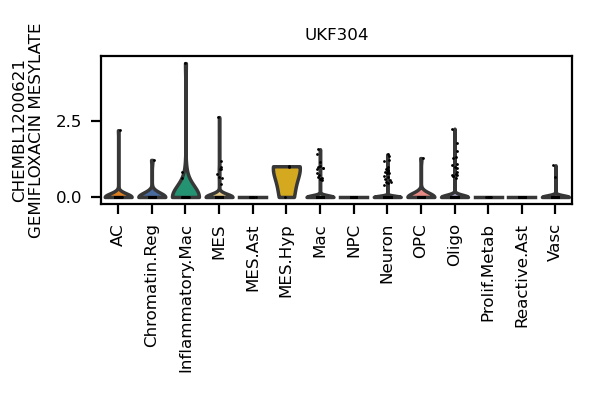 UKF304
CHEMBL1200621
GEMIFLOXACIN MESYLATE
2.5
0.0
AC
Chromatin.Reg
Inflammatory.Mac
MES
MES.Ast
MES.Hyp
Mac
NPC
Neuron
OPC
Oligo
Prolif.Metab
Reactive.Ast
Vasc